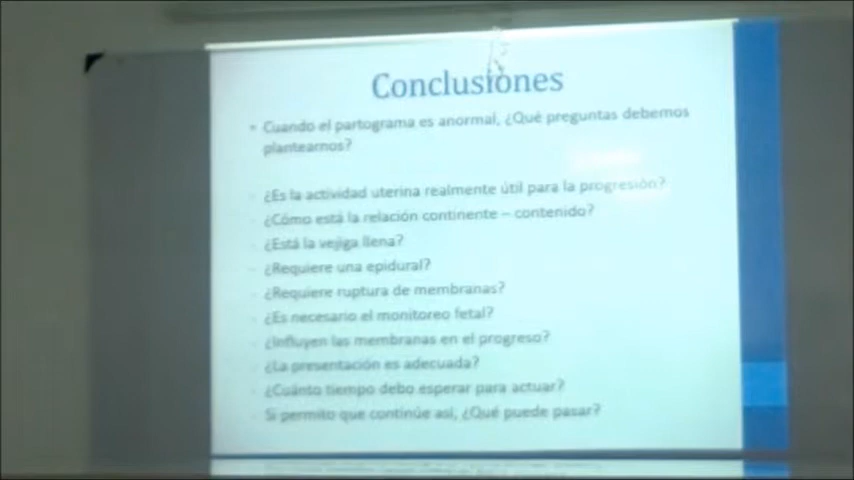 Conclusiones
• Cuando el partograma es anormal, ¿Qué preguntas debemos
plantearnos?
- ¿Es la actividad uterina realmente útil para la progresión?
- ¿Cómo está la relación continente – contenido?
- ¿Está la vejiga llena?
- ¿Requiere una epidural?
- ¿Requiere ruptura de membranas?
- ¿Es necesario el monitoreo fetal?
- ¿Influyen las membranas en el progreso?
- ¿La presentación es adecuada?
- ¿Cuánto tiempo debo esperar para actuar?
- Si permito que continúe así, ¿Qué puede pasar?